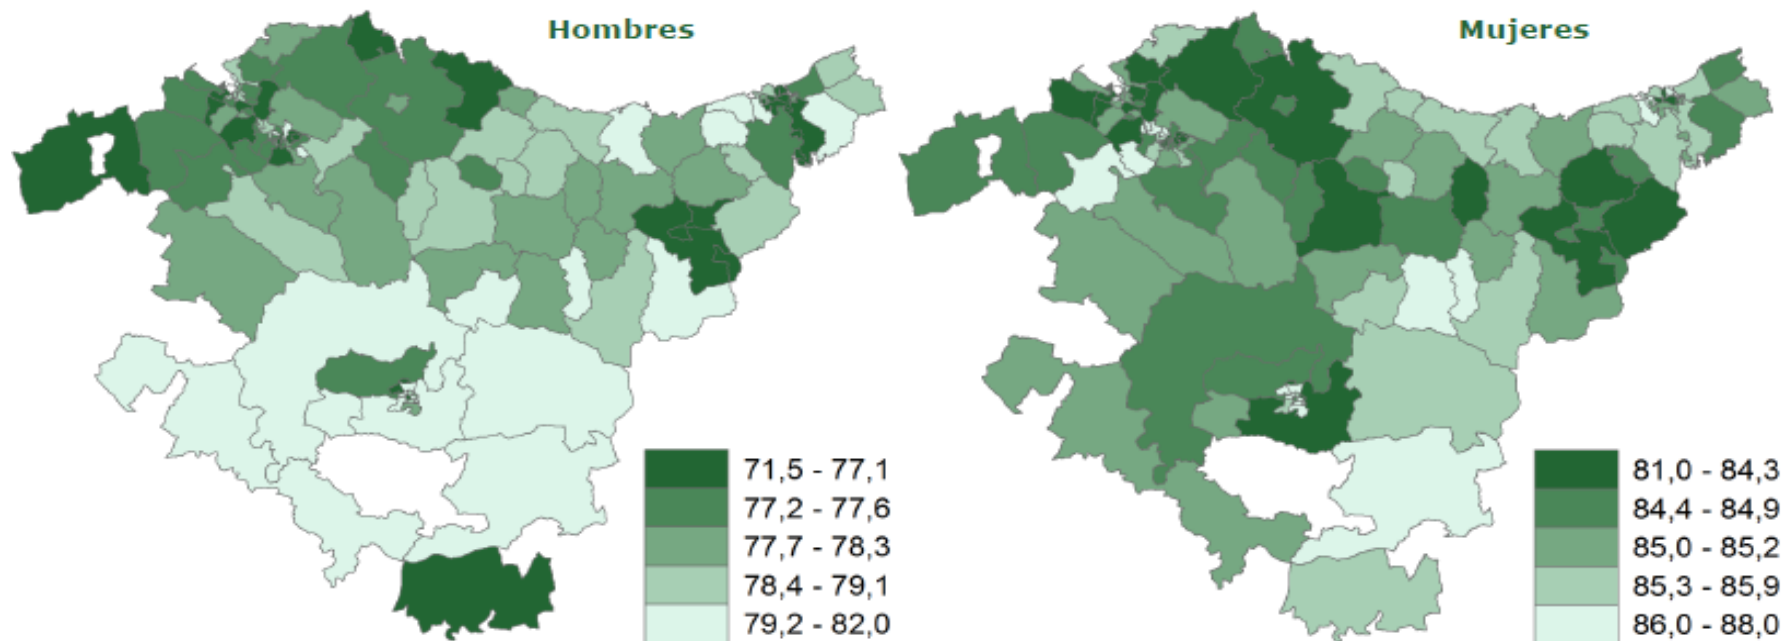 Hombres
71,5 - 77,1
77,2 - 77,6
77,7 - 78,3
78,4 - 79,1
79,2 - 82,0
Mujeres
81,0 - 84,3
84,4 - 84,9
85,0 - 85,2
85,3 - 85,9
86,0 - 88,0